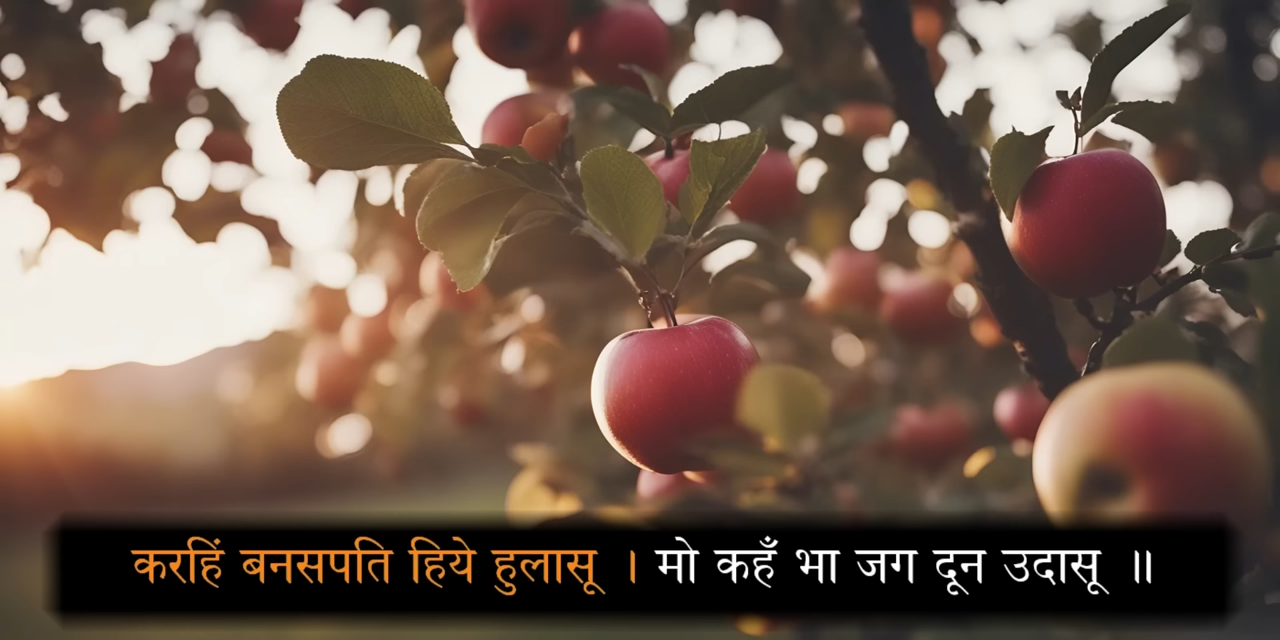 करहिं बनसपति हिये हुलासू । मो कहँ भा जग दून उदासू ॥